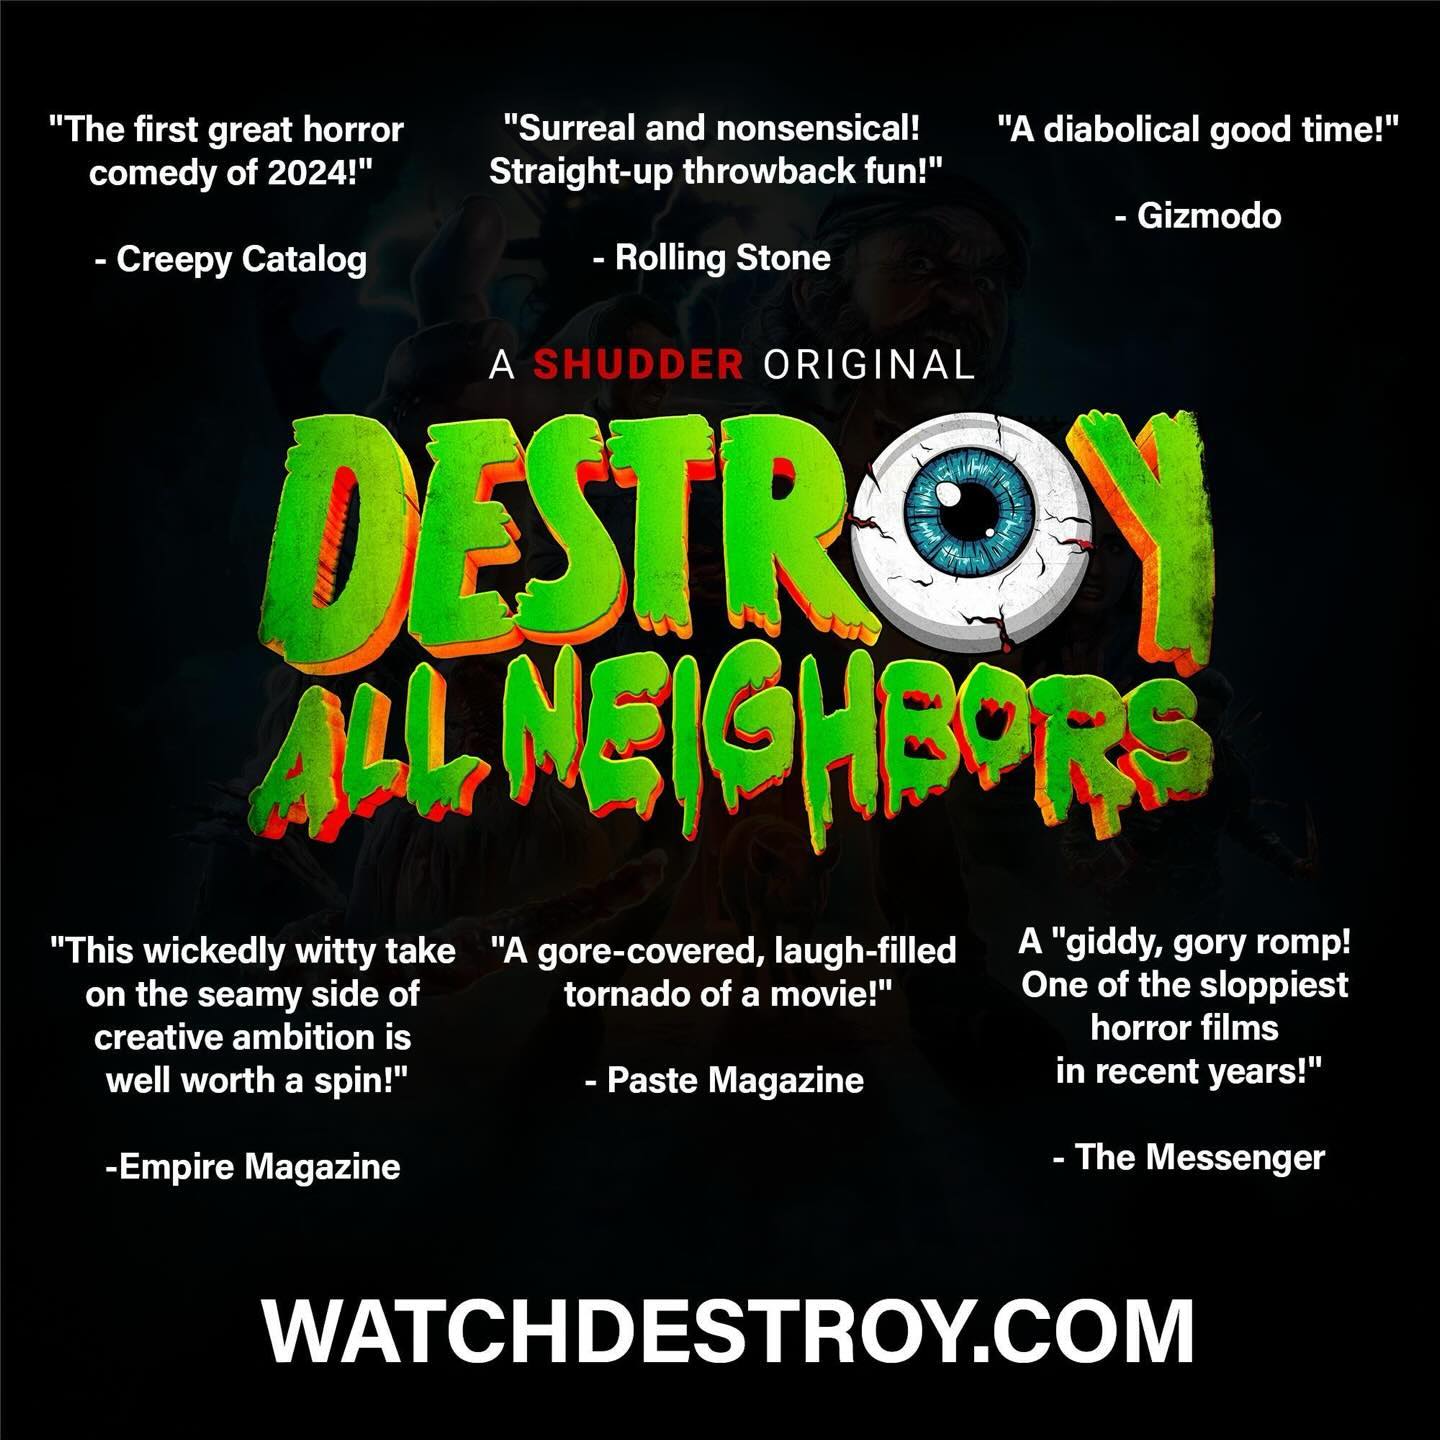 "The first great horror
comedy of 2024!"
- Creepy Catalog
"Surreal and nonsensical!
Straight-up throwback fun!"
- Rolling Stone
"A diabolical good time!"
- Gizmodo
A SHUDDER ORIGINAL
DESTROY
ALL NEIGHBORS
"This wickedly witty take
on the seamy side of
creative ambition is
well worth a spin!"
-Empire Magazine
"A gore-covered, laugh-filled
tornado of a movie!"
- Paste Magazine
A "giddy, gory romp!
One of the sloppiest
horror films
in recent years!"
- The Messenger
WATCHDESTROY.COM